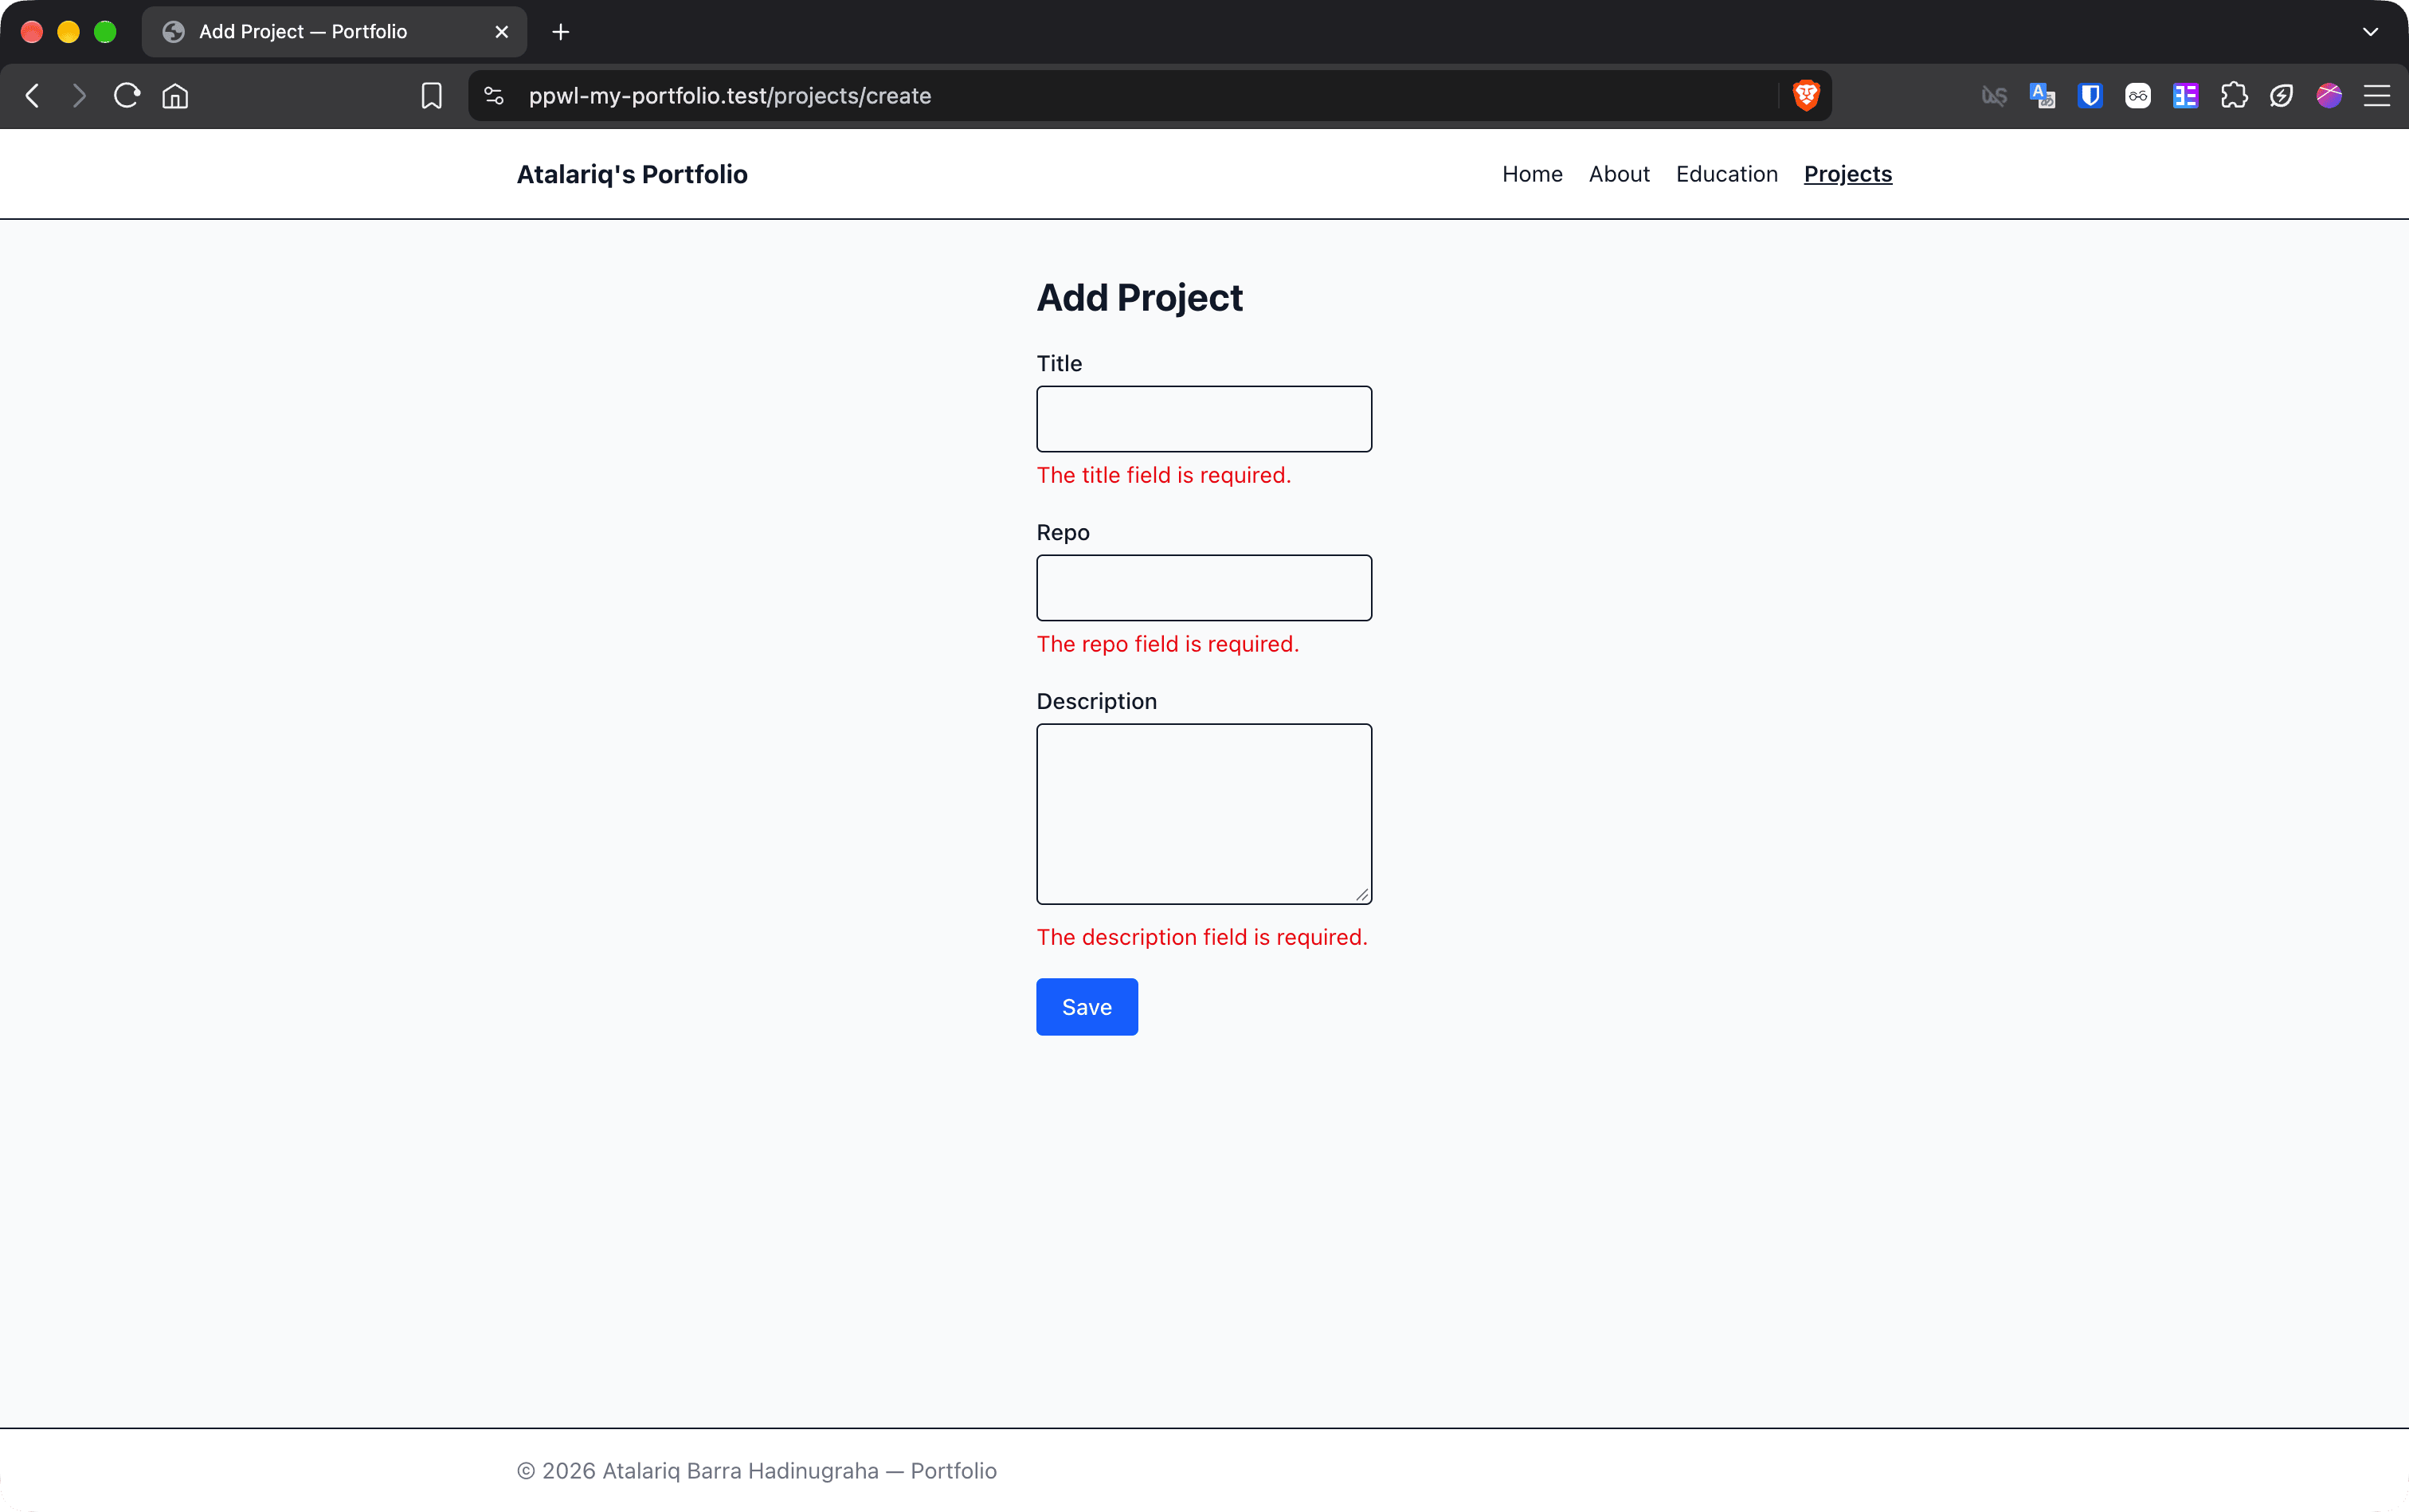 Add Project — Portfolio
ppwl-my-portfolio.test/projects/create
Atalariq's Portfolio
Home About Education Projects
Add Project
Title
The title field is required.
Repo
The repo field is required.
Description
The description field is required.
Save
© 2026 Atalariq Barra Hadinugraha — Portfolio